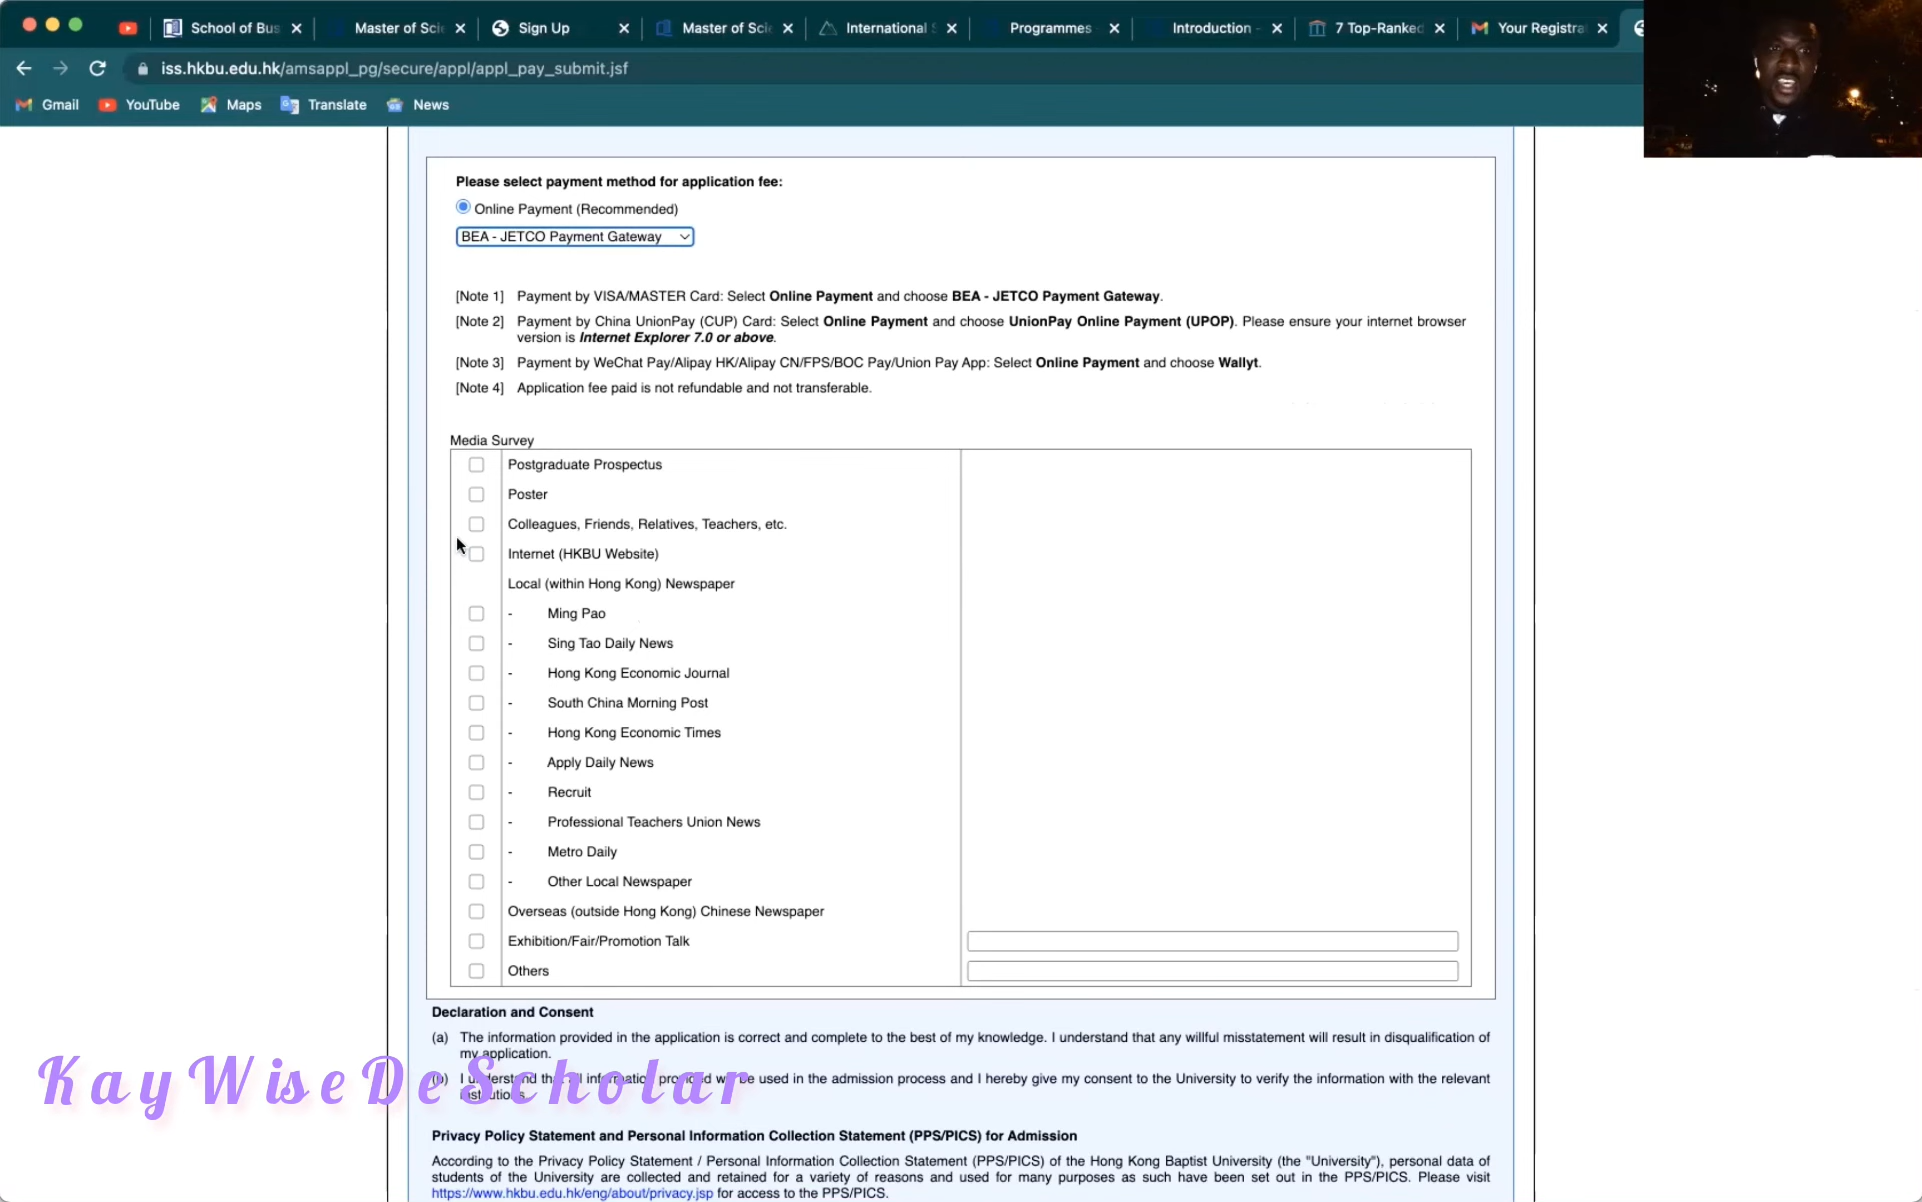 School of Bus
Master of Scie
Sign Up
Master of Scie
International S
Programmes
Introduction -
7 Top-Ranked
Your Registra
iss.hkbu.edu.hk/amsappl_pg/secure/appl/appl_pay_submit.jsf
Gmail YouTube Maps Translate News
Please select payment method for application fee:
Online Payment (Recommended)
BEA - JETCO Payment Gateway
[Note 1] Payment by VISA/MASTER Card: Select Online Payment and choose BEA - JETCO Payment Gateway.
[Note 2] Payment by China UnionPay (CUP) Card: Select Online Payment and choose UnionPay Online Payment (UPOP). Please ensure your internet browser
version is Internet Explorer 7.0 or above.
[Note 3] Payment by WeChat Pay/Alipay HK/Alipay CN/FPS/BOC Pay/Union Pay App: Select Online Payment and choose Wallyt.
[Note 4] Application fee paid is not refundable and not transferable.
Media Survey
Postgraduate Prospectus
Poster
Colleagues, Friends, Relatives, Teachers, etc.
Internet (HKBU Website)
Local (within Hong Kong) Newspaper
- Ming Pao
- Sing Tao Daily News
- Hong Kong Economic Journal
- South China Morning Post
- Hong Kong Economic Times
- Apply Daily News
- Recruit
- Professional Teachers Union News
- Metro Daily
- Other Local Newspaper
Overseas (outside Hong Kong) Chinese Newspaper
Exhibition/Fair/Promotion Talk
Others
Declaration and Consent
(a) The information provided in the application is correct and complete to the best of my knowledge. I understand that any willful misstatement will result in disqualification of
my application.
KayWiseDeScholar
I understand that all information provided will be used in the admission process and I hereby give my consent to the University to verify the information with the relevant
institutions.
Privacy Policy Statement and Personal Information Collection Statement (PPS/PICS) for Admission
According to the Privacy Policy Statement / Personal Information Collection Statement (PPS/PICS) of the Hong Kong Baptist University (the "University"), personal data of
students of the University are collected and retained for a variety of reasons and used for many purposes as such have been set out in the PPS/PICS. Please visit
https://www.hkbu.edu.hk/eng/about/privacy.jsp for access to the PPS/PICS.